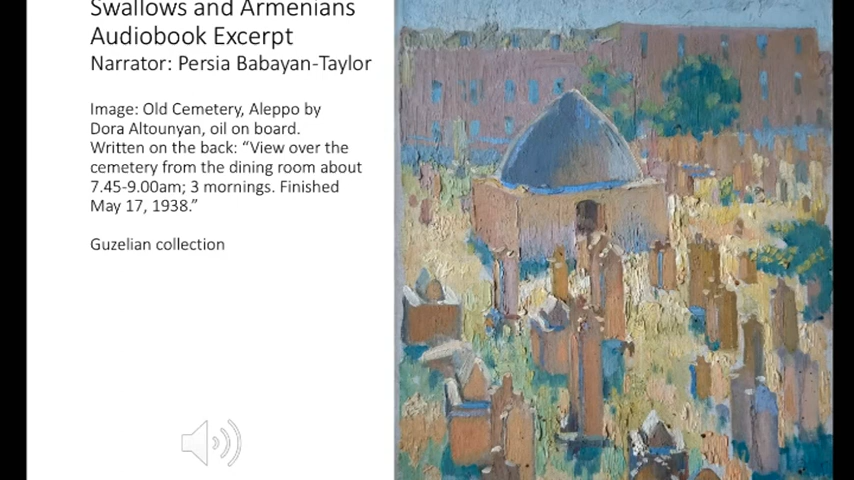 Swallows and Armenians
Audiobook Excerpt
Narrator: Persia Babayan-Taylor
Image: Old Cemetery, Aleppo by
Dora Altounyan, oil on board.
Written on the back: “View over the
cemetery from the dining room about
7.45-9.00am; 3 mornings. Finished
May 17, 1938.”
Guzelian collection